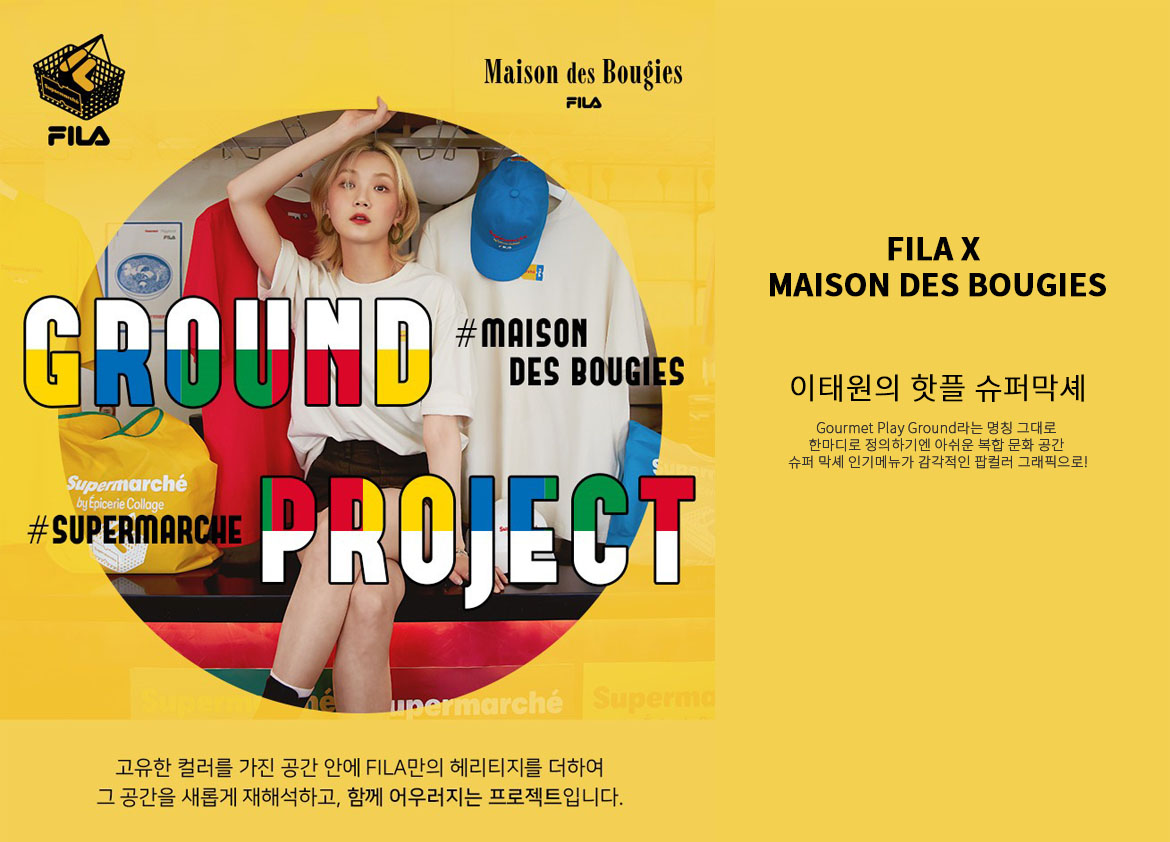 Supermarché
FILA
Maison des Bougies
FILA
GROUND
#MAISON
DES BOUGIES
Supermarché
by Épicerie Collage
#SUPERMARCHE
PROJECT
Supermarché
upermarché
Superma
고유한 컬러를 가진 공간 안에 FILA만의 헤리티지를 더하여
그 공간을 새롭게 재해석하고, 함께 어우러지는 프로젝트입니다.
FILA X
MAISON DES BOUGIES
이태원의 핫플 슈퍼막셰
Gourmet Play Ground라는 명칭 그대로
한마디로 정의하기엔 아쉬운 복합 문화 공간
슈퍼 막셰 인기메뉴가 감각적인 팝컬러 그래픽으로!